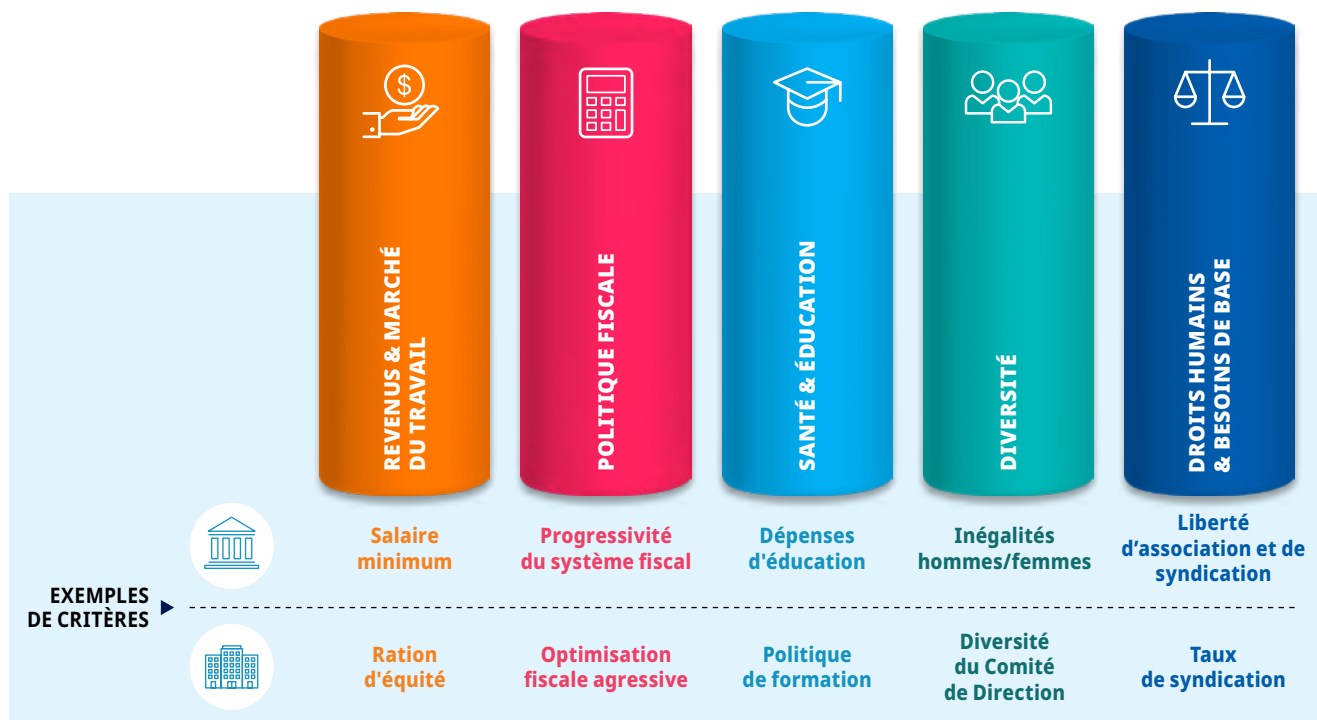 $
REVENUS & MARCHÉ
DU TRAVAIL
POLITIQUE FISCALE
SANTÉ & ÉDUCATION
DIVERSITÉ
DROITS HUMAINS
& BESOINS DE BASE
EXEMPLES
DE CRITÈRES
Salaire
minimum
Progressivité
du système fiscal
Dépenses
d'éducation
Inégalités
hommes/femmes
Liberté
d’association et de
syndication
Ration
d'équité
Optimisation
fiscale agressive
Politique
de formation
Diversité
du Comité
de Direction
Taux
de syndication